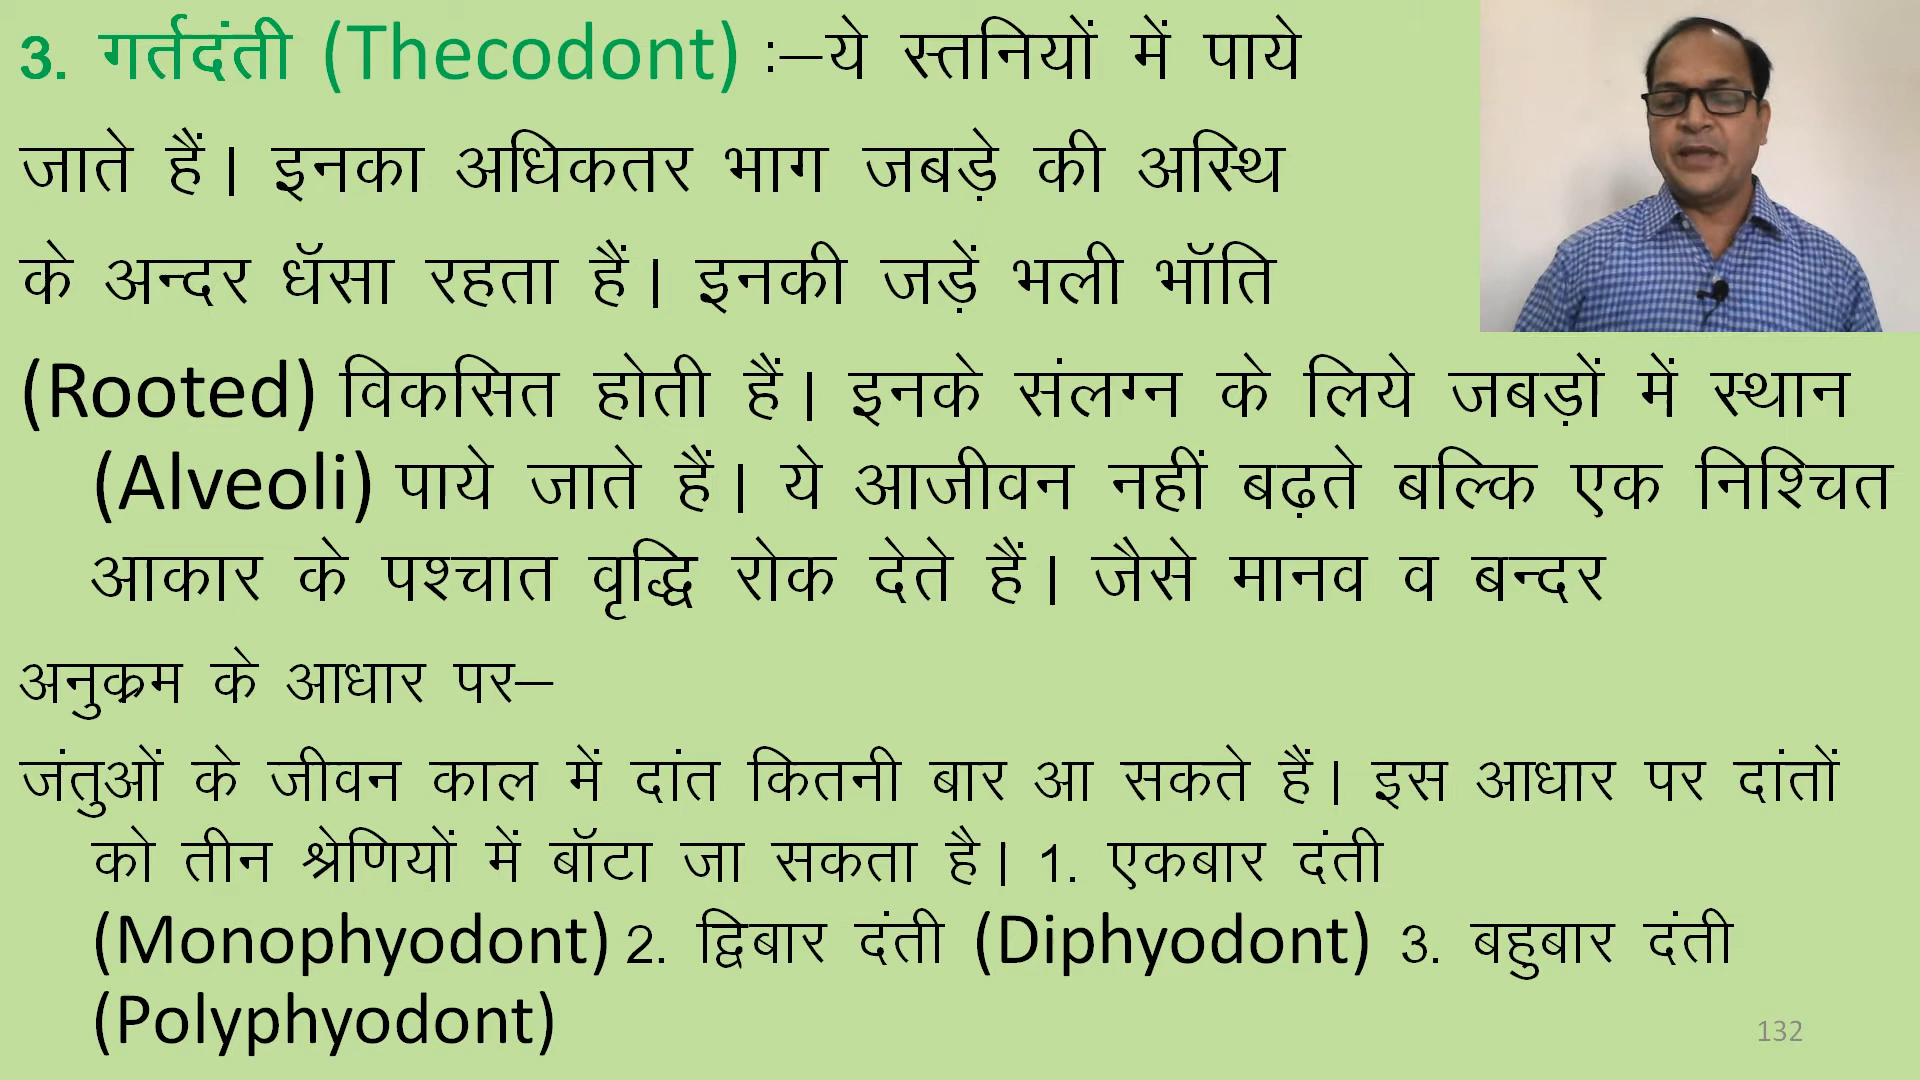 3. गर्तदंती (Thecodont) :–ये स्तनियों में पाये
जाते हैं। इनका अधिकतर भाग जबड़े की अस्थि
के अन्दर धॅसा रहता हैं। इनकी जड़ें भली भॉति
(Rooted) विकसित होती हैं। इनके संलग्न के लिये जबड़ों में स्थान
(Alveoli) पाये जाते हैं। ये आजीवन नहीं बढ़ते बल्कि एक निश्चित
आकार के पश्चात वृद्धि रोक देते हैं। जैसे मानव व बन्दर
अनुक्रम के आधार पर–
जंतुओं के जीवन काल में दांत कितनी बार आ सकते हैं। इस आधार पर दांतों
को तीन श्रेणियों में बॉटा जा सकता है। 1. एकबार दंती
(Monophyodont) 2. द्विबार दंती (Diphyodont) 3. बहुबार दंती
(Polyphyodont)
132